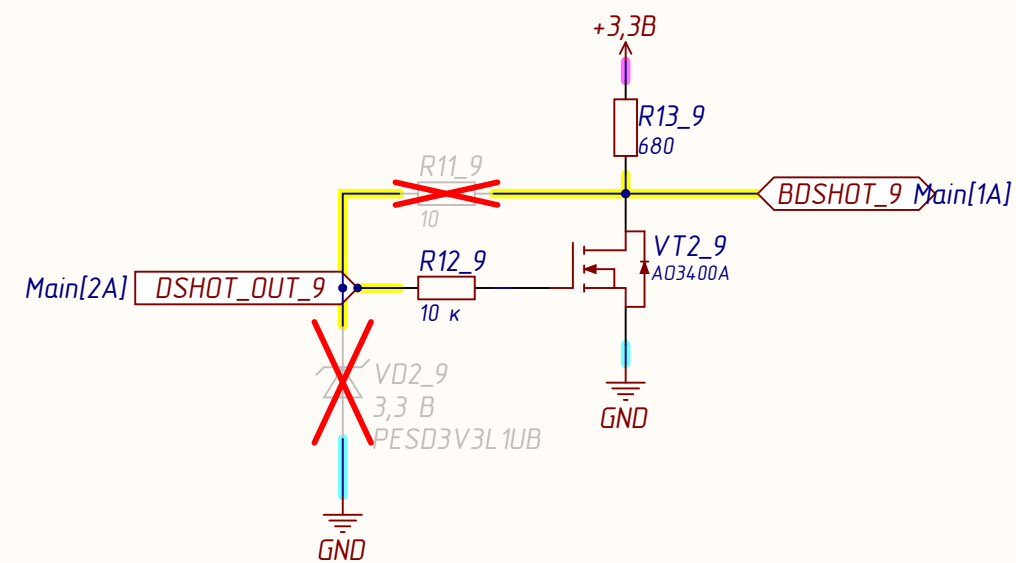 +3,3В
R13_9
680
R11_9
10
BDSHOT_9 Main[1A]
VT2_9
AO3400A
R12_9
10 к
Main[2A] DSHOT_OUT_9
VD2_9
3,3 В
PESD3V3L1UB
GND
GND